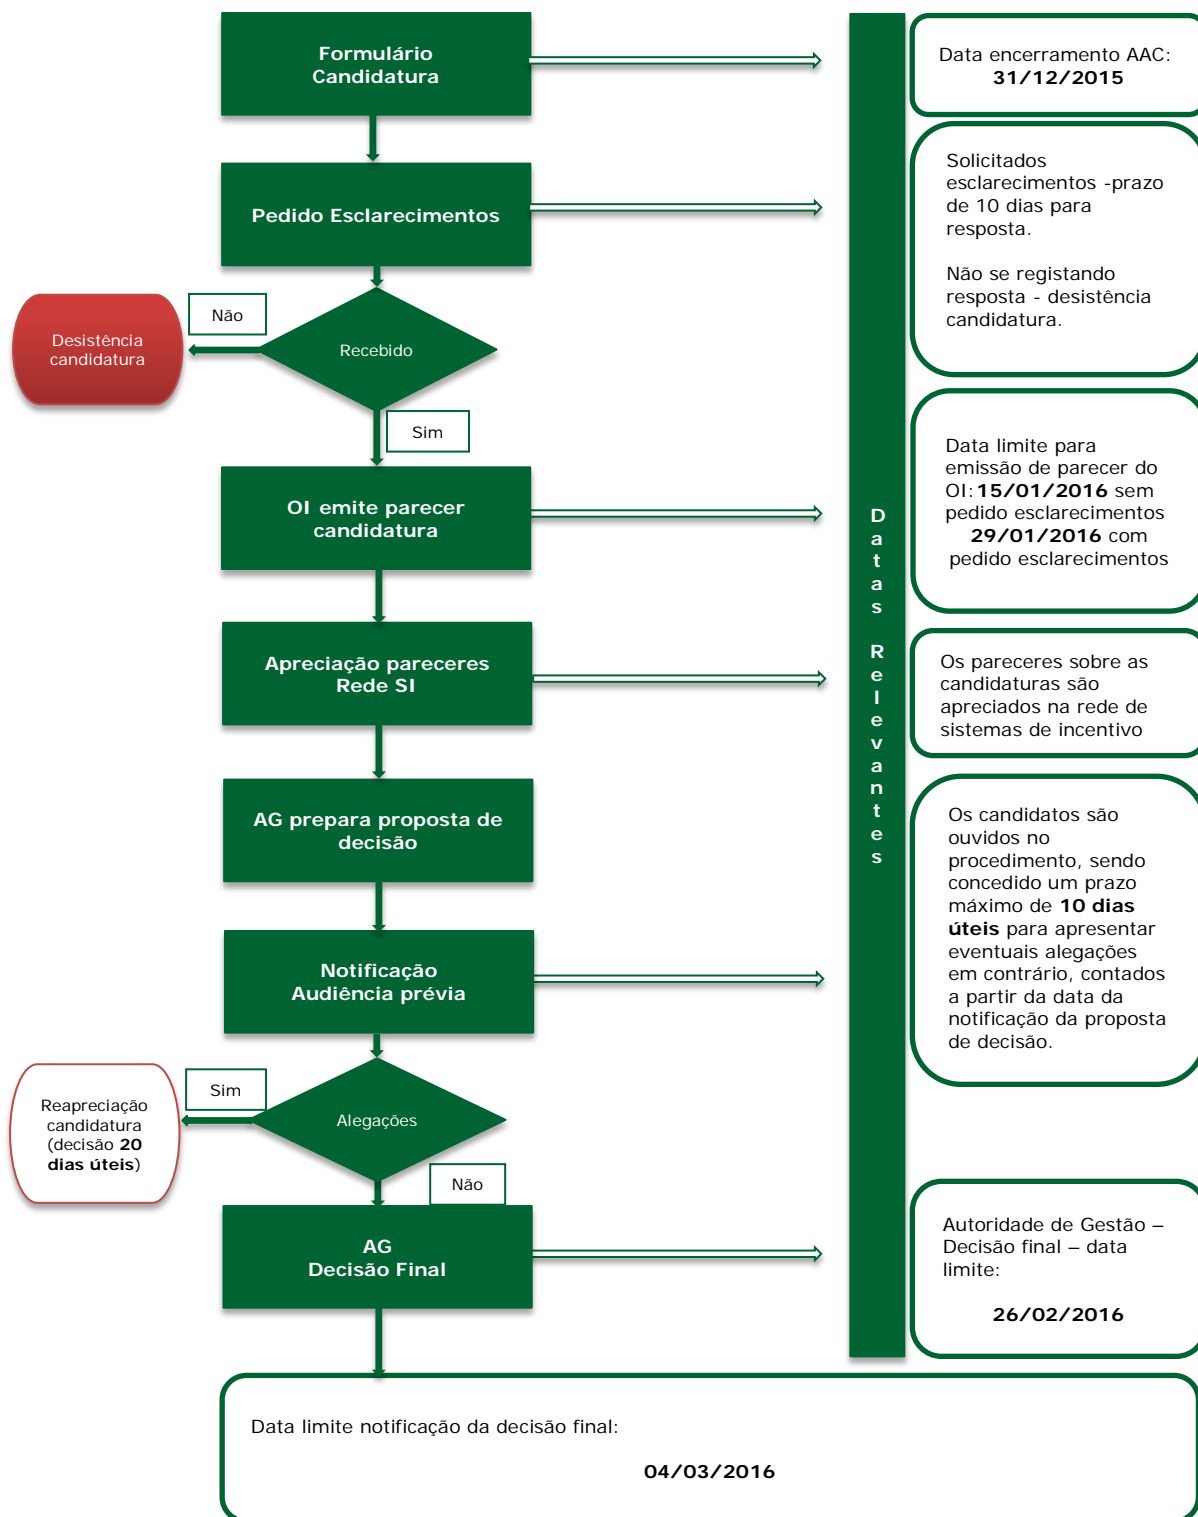 Formulário
Candidatura
Data encerramento AAC:
31/12/2015
Pedido Esclarecimentos
Solicitados
esclarecimentos -prazo
de 10 dias para
resposta.
Não se registando
resposta - desistência
candidatura.
Não
Desistência
candidatura
Recebido
Sim
OI emite parecer
candidatura
Data limite para
emissão de parecer do
OI: 15/01/2016 sem
pedido esclarecimentos
29/01/2016 com
pedido esclarecimentos
Datas Relevantes
Apreciação pareceres
Rede SI
Os pareceres sobre as
candidaturas são
apreciados na rede de
sistemas de incentivo
AG prepara proposta de
decisão
Os candidatos são
ouvidos no
procedimento, sendo
concedido um prazo
máximo de 10 dias
úteis para apresentar
eventuais alegações
em contrário, contados
a partir da data da
notificação da proposta
de decisão.
Notificação
Audiência prévia
Sim
Reapreciação
candidatura
(decisão 20
dias úteis)
Alegações
Não
AG
Decisão Final
Autoridade de Gestão –
Decisão final – data
limite:
26/02/2016
Data limite notificação da decisão final:
04/03/2016